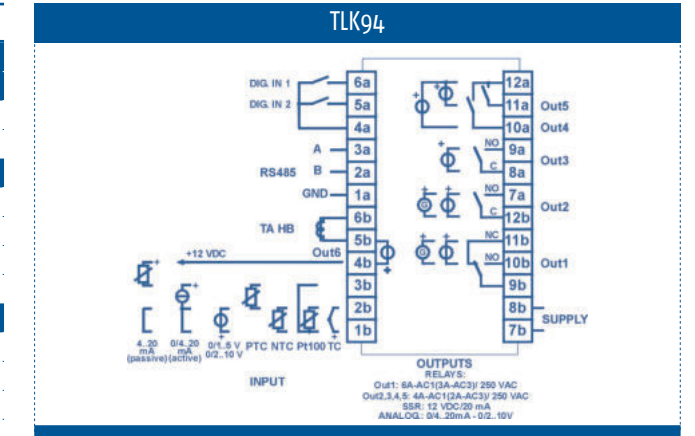 TLK94
DIG. IN 1
DIG. IN 2
A
RS485 B
GND
TA HB
Out6
+12 VDC
6a
5a
4a
3a
2a
1a
6b
5b
4b
3b
2b
1b
12a
11a Out5
10a Out4
NO 9a
Out3
C 8a
NO 7a
Out2
C 12b
NC 11b
NO 10b Out1
9b
8b
SUPPLY
7b
4..20 mA (passive)
0/4..20 mA (active)
0/1..5 V
0/2..10 V
PTC NTC Pt100 TC
INPUT
OUTPUTS
RELAYS:
Out1: 6A-AC1(3A-AC3)/ 250 VAC
Out2,3,4,5: 4A-AC1(2A-AC3)/ 250 VAC
SSR: 12 VDC/20 mA
ANALOG.: 0/4..20mA - 0/2..10V